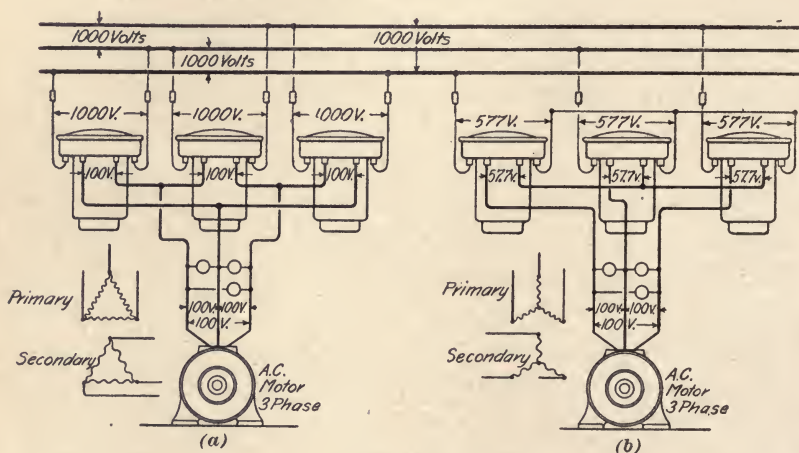 1000 Volts
1000 Volts
1000 Volts
1000V.
1000V.
1000V.
577V.
577V.
577V.
100V.
100V.
100V.
57.7V.
57.7V.
57.7V.
Primary
100V. 100V.
100V.
Secondary
A.C.
Motor
3 Phase
(a)
Primary
100V. 100V.
100V.
Secondary
A.C.
Motor
3 Phase
(b)